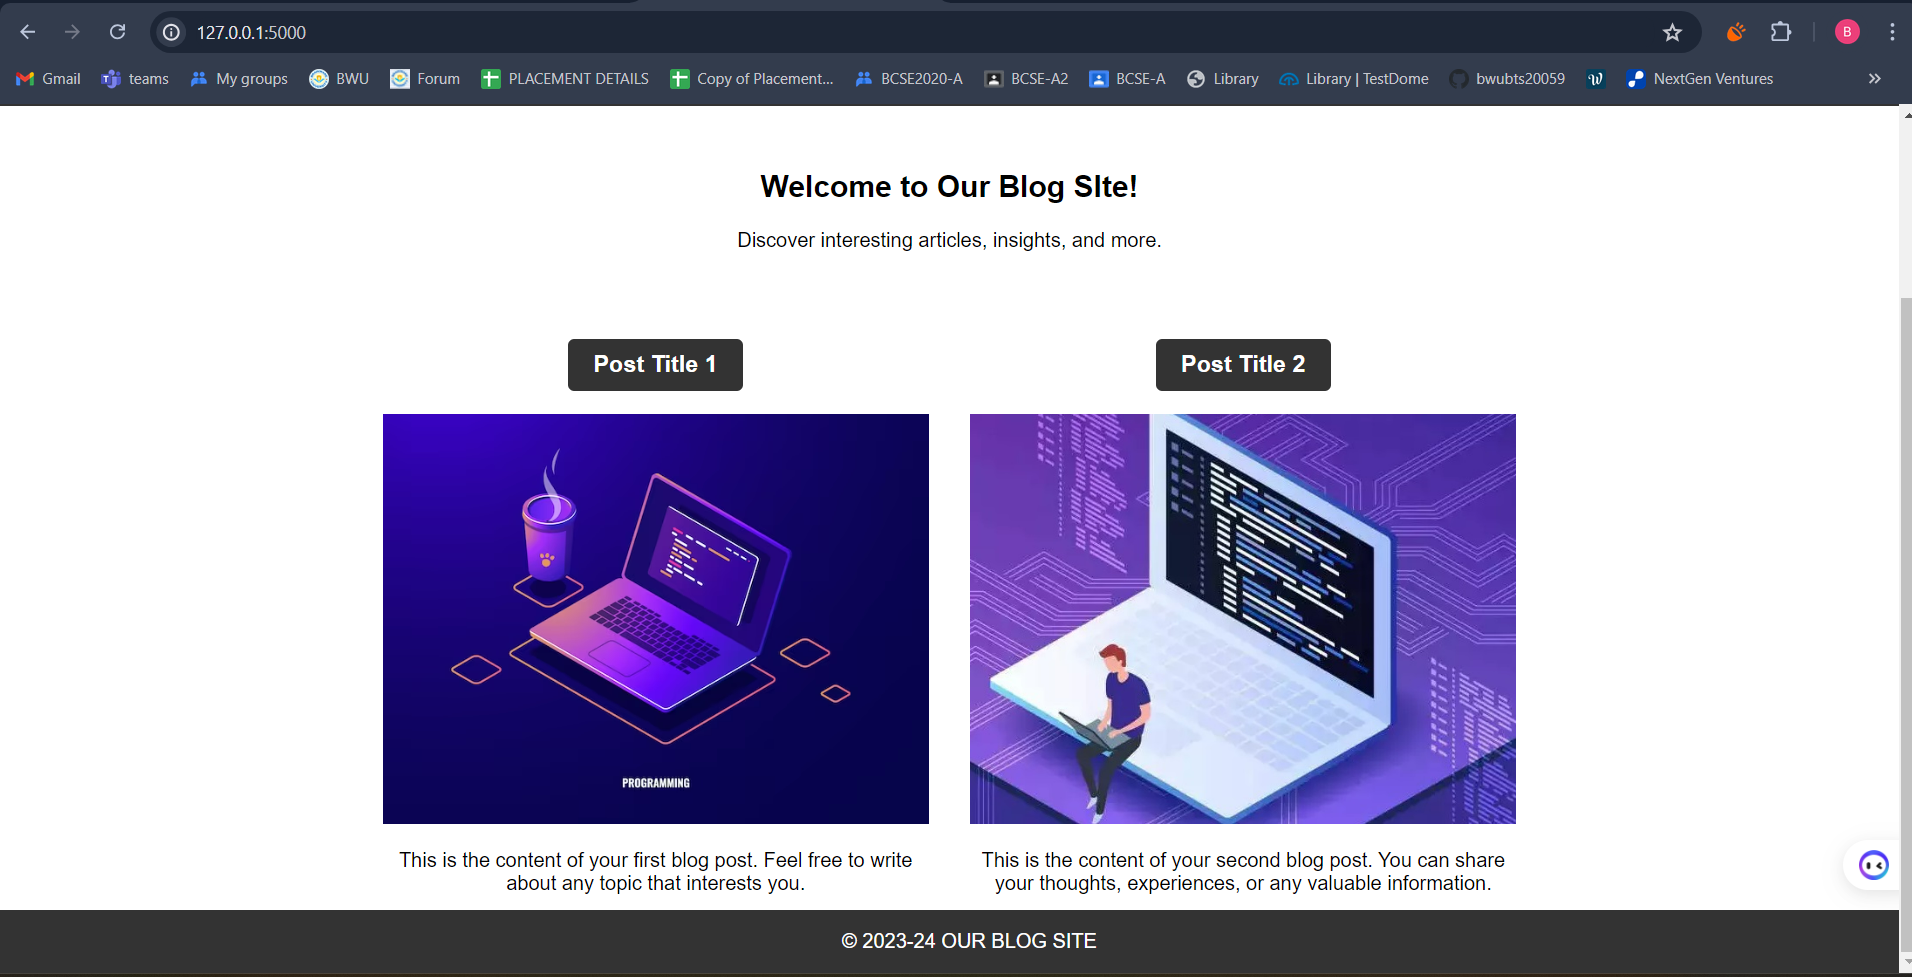 127.0.0.1:5000
B
Gmail teams My groups BWU Forum PLACEMENT DETAILS Copy of Placement... BCSE2020-A BCSE-A2 BCSE-A Library Library | TestDome bwubts20059 W NextGen Ventures »
Welcome to Our Blog SIte!
Discover interesting articles, insights, and more.
Post Title 1
Post Title 2
PROGRAMMING
This is the content of your first blog post. Feel free to write
about any topic that interests you.
This is the content of your second blog post. You can share
your thoughts, experiences, or any valuable information.
© 2023-24 OUR BLOG SITE